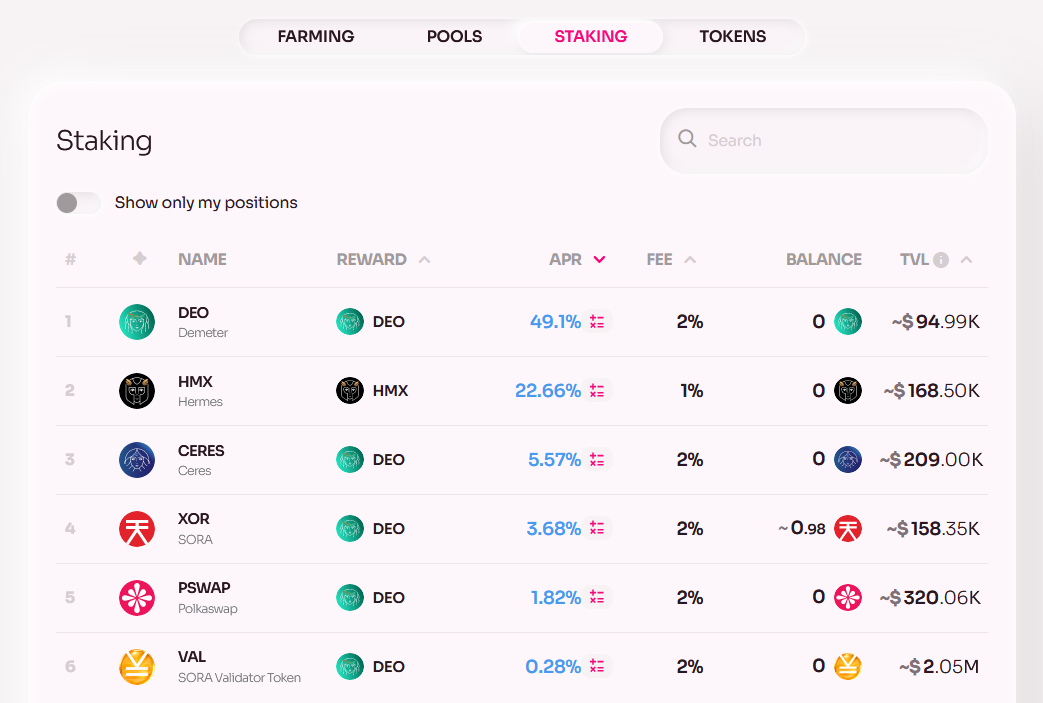 FARMING POOLS STAKING TOKENS
Staking
Search
Show only my positions
# NAME REWARD APR FEE BALANCE TVL i
1 DEO DEO 49.1% 2% 0 ~$94.99K
Demeter
2 HMX HMX 22.66% 1% 0 ~$168.50K
Hermes
3 CERES DEO 5.57% 2% 0 ~$209.00K
Ceres
4 XOR DEO 3.68% 2% ~0.98 ~$158.35K
SORA
5 PSWAP DEO 1.82% 2% 0 ~$320.06K
Polkaswap
6 VAL DEO 0.28% 2% 0 ~$2.05M
SORA Validator Token